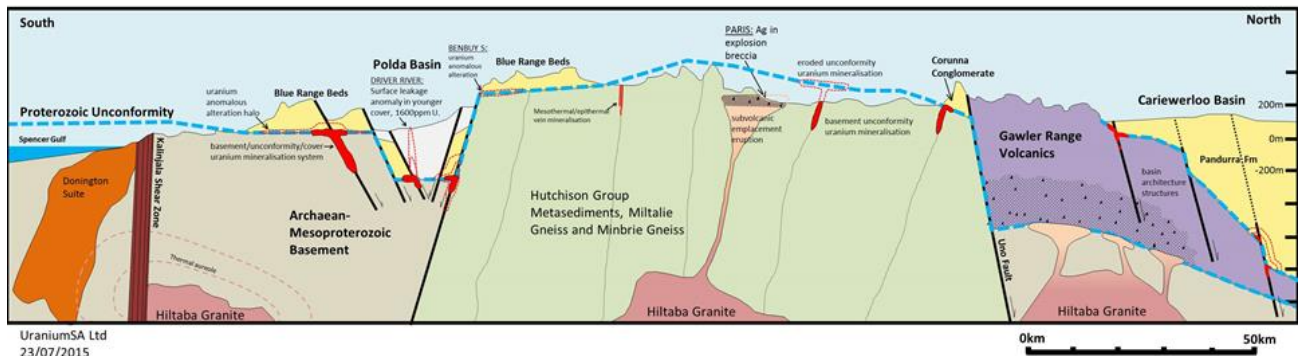 South
North
PARIS: Ag in
explosion
breccia
BENBUY S:
uranium
anomalous
alteration
Polda Basin
Blue Range Beds
eroded unconformity
uranium mineralisation
Corunna
Conglomerate
DRIVER RIVER:
Surface leakage
anomaly in younger
cover, 1600ppm U.
uranium
anomalous
alteration halo
Blue Range Beds
Proterozoic Unconformity
Cariewerloo Basin
200m
0m
-200m
Spencer Gulf
Mesothermal/epithermal
vein mineralisation
subvolcanic
emplacement
eruption
basement unconformity
uranium mineralisation
Gawler Range
Volcanics
Pandurra Fm
basement/unconformity/cover
uranium mineralisation system
Kalinjala Shear Zone
Donington
Suite
basin
architecture
structures
Hutchison Group
Metasediments, Miltalie
Gneiss and Minbrie Gneiss
Archaean-
Mesoproterozoic
Basement
Thermal aureole
Uno Fault
Hiltaba Granite
Hiltaba Granite
Hiltaba Granite
UraniumSA Ltd
23/07/2015
0km
50km